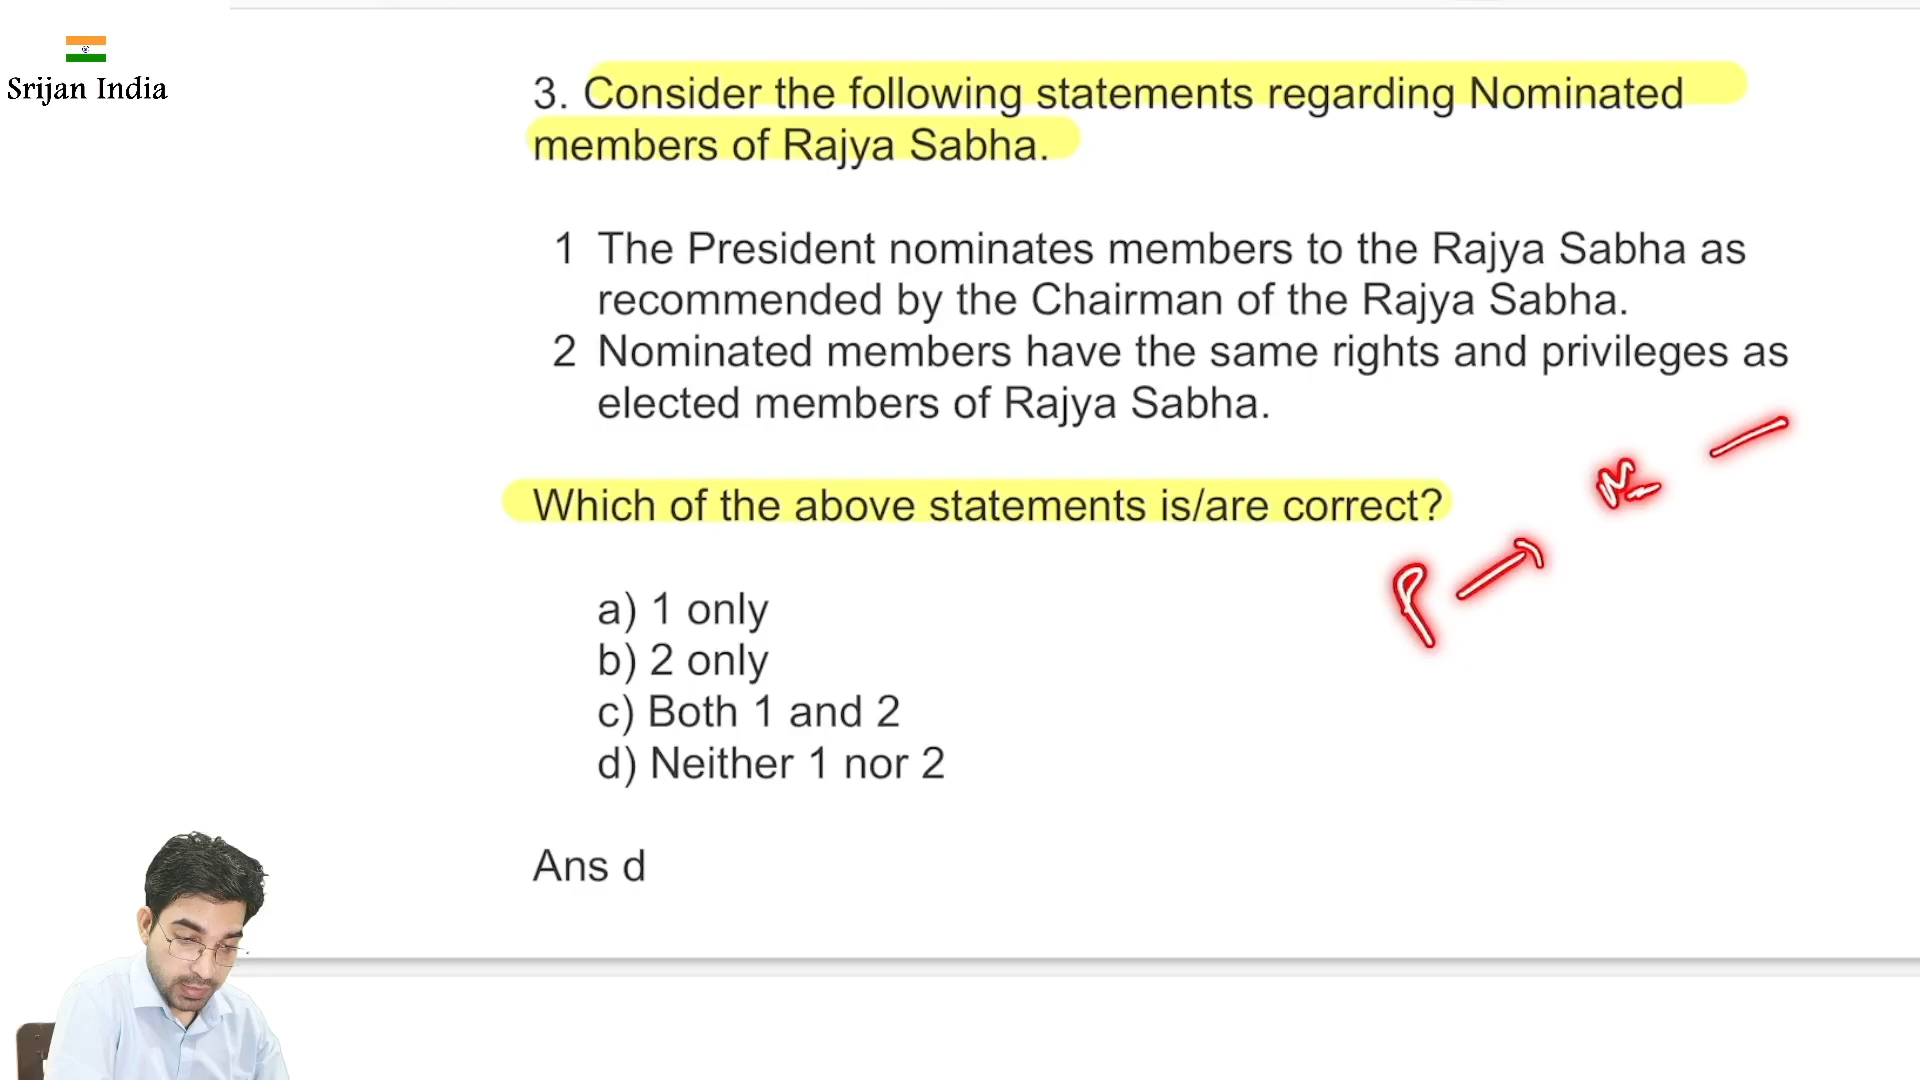 Srijan India
3. Consider the following statements regarding Nominated
members of Rajya Sabha.
1 The President nominates members to the Rajya Sabha as
recommended by the Chairman of the Rajya Sabha.
2 Nominated members have the same rights and privileges as
elected members of Rajya Sabha.
Which of the above statements is/are correct?
a) 1 only
b) 2 only
c) Both 1 and 2
d) Neither 1 nor 2
Ans d
P